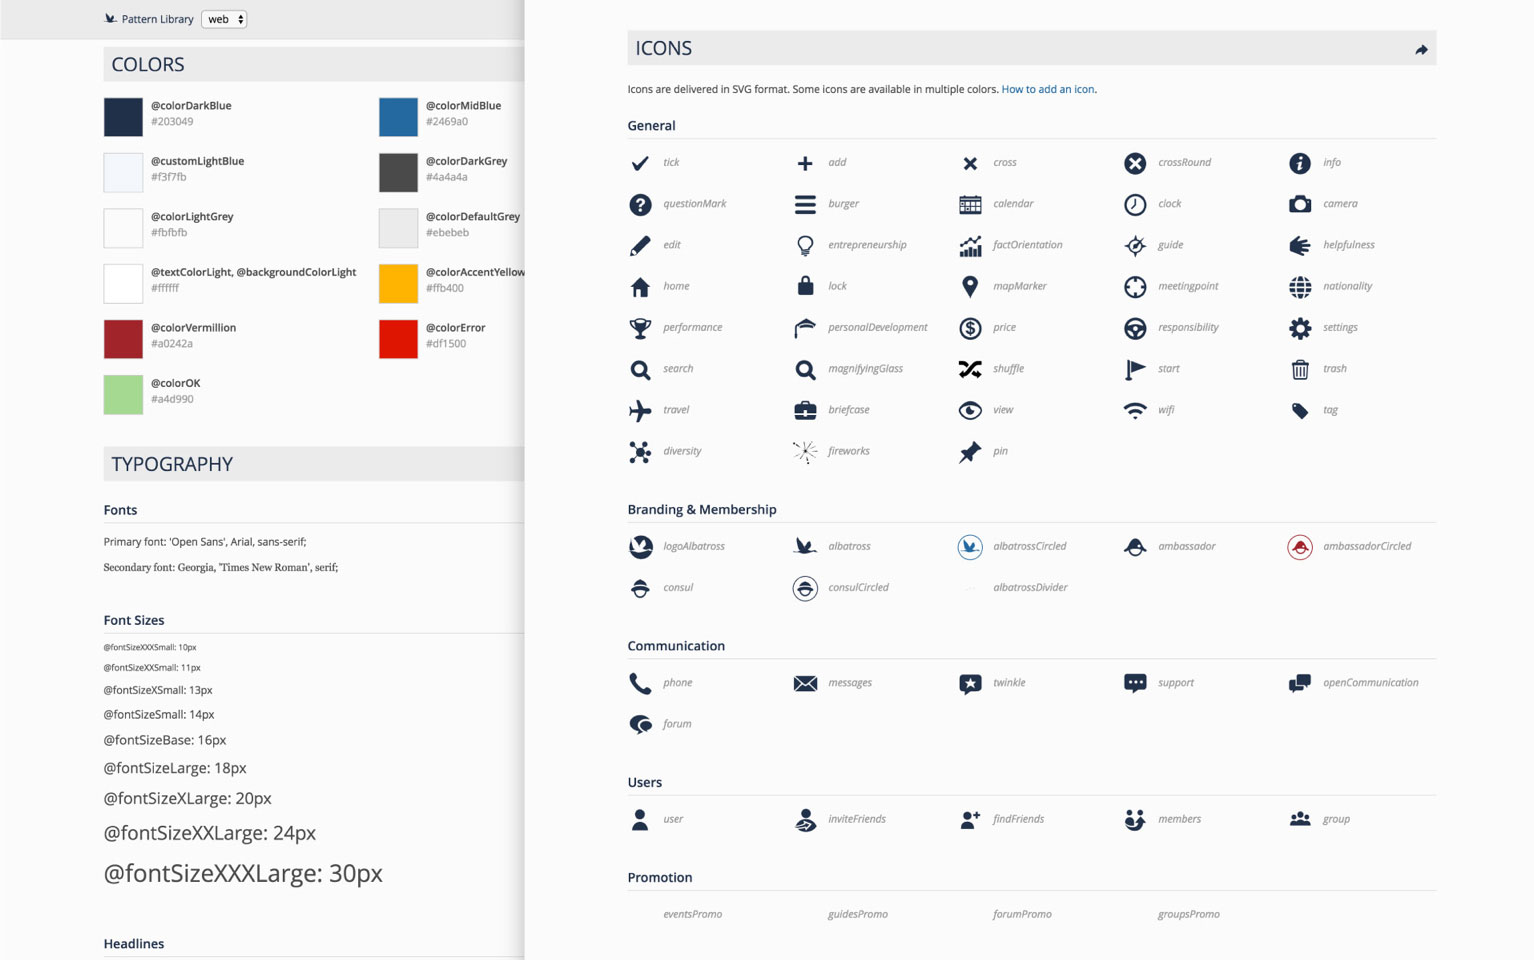 Pattern Library web
COLORS
@colorDarkBlue
#203049
@colorMidBlue
#2469a0
@customLightBlue
#f3f7fb
@colorDarkGrey
#4a4a4a
@colorLightGrey
#fbfbfb
@colorDefaultGrey
#ebebeb
@textColorLight, @backgroundColorLight
#ffffff
@colorAccentYellow
#ffb400
@colorVermillion
#a0242a
@colorError
#df1500
@colorOK
#a4d990
TYPOGRAPHY
Fonts
Primary font: 'Open Sans', Arial, sans-serif;
Secondary font: Georgia, 'Times New Roman', serif;
Font Sizes
@fontSizeXXXSmall: 10px
@fontSizeXXSmall: 11px
@fontSizeXSmall: 13px
@fontSizeSmall: 14px
@fontSizeBase: 16px
@fontSizeLarge: 18px
@fontSizeXLarge: 20px
@fontSizeXXLarge: 24px
@fontSizeXXXLarge: 30px
Headlines
ICONS
Icons are delivered in SVG format. Some icons are available in multiple colors. How to add an icon.
General
tick add cross crossRound info
questionMark burger calendar clock camera
edit entrepreneurship factOrientation guide helpfulness
home lock mapMarker meetingpoint nationality
performance personalDevelopment price responsibility settings
search magnifyingGlass shuffle start trash
travel briefcase view wifi tag
diversity fireworks pin
Branding & Membership
logoAlbatross albatross albatrossCircled ambassador ambassadorCircled
consul consulCircled albatrossDivider
Communication
phone messages twinkle support openCommunication
forum
Users
user inviteFriends findFriends members group
Promotion
eventsPromo guidesPromo forumPromo groupsPromo